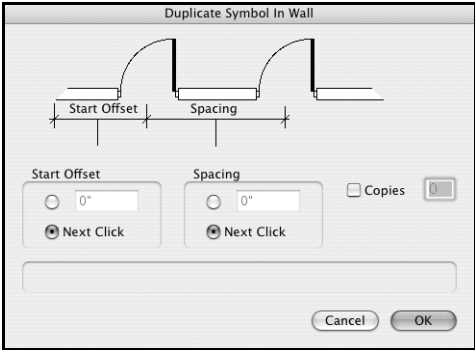 Duplicate Symbol In Wall
Start Offset Spacing
Start Offset Spacing
0" 0" Copies 0
Next Click Next Click
Cancel OK